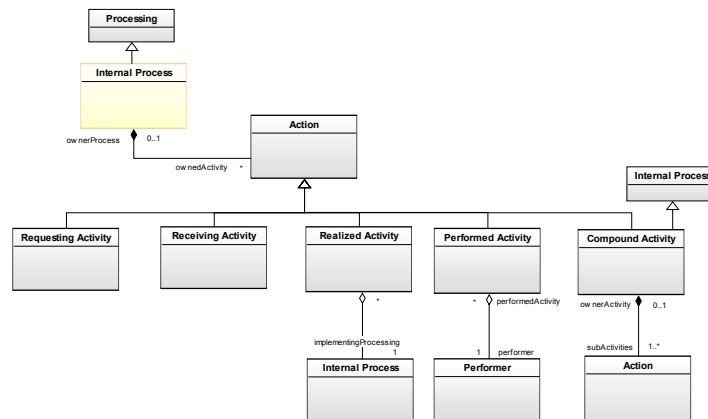 Processing
Internal Process
Action
ownerProcess 0..1
ownedActivity *
Internal Process
Requesting Activity Receiving Activity Realized Activity Performed Activity Compound Activity
* * performedActivity ownerActivity 0..1
implementingProcessing
1 1 performer subActivities 1..*
Internal Process Performer Action